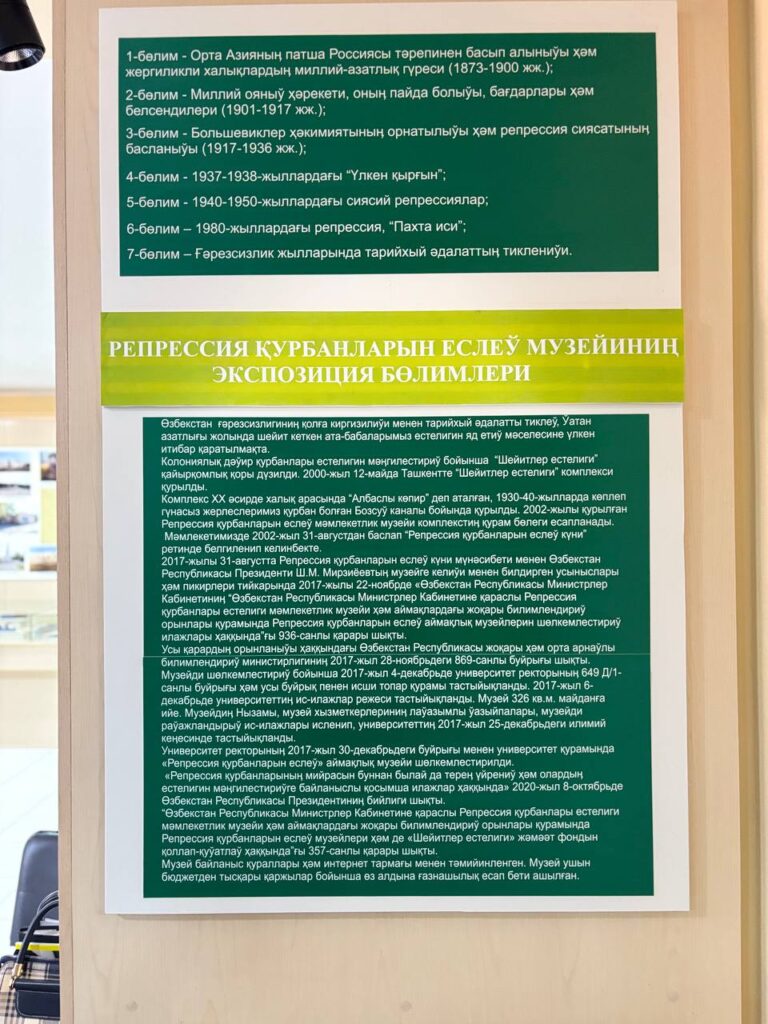 1-бөлим - Орта Азияның патша Россиясы тәрепинен басып алыныўы ҳәм
жергиликли халықлардың миллий-азатлық гүреси (1873-1900 жж.);
2-бөлим - Миллий ояныў ҳәрекети, оның пайда болыўы, бағдарлары ҳәм
белсендилери (1901-1917 жж.);
3-бөлим - Большевиклер ҳәкимиятының орнатылыўы ҳәм репрессия сиясатының
басланыўы (1917-1936 жж.);
4-бөлим - 1937-1938-жыллардағы “Үлкен қырғын”;
5-бөлим - 1940-1950-жыллардағы сиясий репрессиялар;
6-бөлим – 1980-жыллардағы репрессия, “Пахта иси”;
7-бөлим – Ғәрезсизлик жылларында тарийхый әдалаттың тиклениўи.
РЕПРЕССИЯ ҚУРБАНЛАРЫН ЕСЛЕЎ МУЗЕЙИНИҢ
ЭКСПОЗИЦИЯ БӨЛИМЛЕРИ
Өзбекстан ғәрезсизлигиниң қолға киргизилиўи менен тарийхый әдалатты тиклеў, Ўатан
азатлығы жолында шейит кеткен ата-бабаларымыз естелигин яд етиў мәселесине үлкен
итибар қаратылмақта.
Колониялық дәўир қурбанлары естелигин мәңгилестириў бойынша “Шейитлер естелиги”
қайырқомлық қоры дүзилди. 2000-жыл 12-майда Ташкентте “Шейитлер естелиги” комплекси
қурылды.
Комплекс ХХ әсирде халық арасында “Албаслы көпир” деп аталған, 1930-40-жылларда көплеп
гүнасыз жерлеслеримиз қурбан болған Бозсуў каналы бойында қурылды. 2002-жылы қурылған
Репрессия қурбанларын еслеў мәмлекетлик музейи комплекстиң қурам бөлеги есапланады.
Мәмлекетимизде 2002-жыл 31-августдан баслап “Репрессия қурбанларын еслеў күни”
ретинде белгиленип келинбекте.
2017-жылы 31-августта Репрессия қурбанларын еслеў күни мүнәсибети менен Өзбекстан
Республикасы Президенти Ш.М. Мирзиёевтың музейге келиўи менен билдирген усыныслары
ҳәм пикирлери тийкарында 2017-жылы 22-ноябрде «Өзбекстан Республикасы Министрлер
Кабинетиниң “Өзбекстан Республикасы Министрлер Кабинетине қараслы Репрессия
қурбанлары естелиги мәмлекетлик музейи ҳәм аймақлардағы жоқары билимлендириў
орынлары қурамында Репрессия қурбанларын еслеў аймақлық музейлерин шөлкемлестириў
илажлары ҳаққында”ғы 936-санлы қарары шықты.
Усы қарардың орынланыўы ҳаққындағы Өзбекстан Республикасы жоқары ҳәм орта арнаўлы
билимлендириў министирлигиниң 2017-жыл 28-ноябрьдеги 869-санлы буйрығы шықты.
Музейди шөлкемлестириў бойынша 2017-жыл 4-декабрьде университет ректорының 649 Д/1-
санлы буйрығы ҳәм усы буйрық пенен исши топар қурамы тастыйықланды. 2017-жыл 6-
декабрьде университеттиң ис-илажлар режеси тастыйықланды. Музей 326 кв.м. майданға
ийе. Музейдиң Нызамы, музей хызметкерлериниң лаўазымлы ўазыйпалары, музейди
раўажландырыў ис-илажлары исленип, университеттиң 2017-жыл 25-декабрьдеги илимий
кеңесинде тастыйықланды.
Университет ректорының 2017-жыл 30-декабрьдеги буйрығы менен университет қурамында
«Репрессия қурбанларын еслеў» аймақлық музейи шөлкемлестирилди.
«Репрессия қурбанларының мийрасын буннан былай да терең үйрениў ҳәм олардың
естелигин мәңгилестириўге байланыслы қосымша илажлар ҳаққында» 2020-жыл 8-октябрьде
Өзбекстан Республикасы Президентиниң бийлиги шықты.
“Өзбекстан Республикасы Министрлер Кабинетине қараслы Репрессия қурбанлары естелиги
мәмлекетлик музейи ҳәм аймақлардағы жоқары билимлендириў орынлары қурамында
Репрессия қурбанларын еслеў музейлери ҳәм де «Шейитлер естелиги» жәмәәт фондын
қоллап-қуўатлаў ҳаққында”ғы 357-санлы қарары шықты.
Музей байланыс қураллары ҳәм интернет тармағы менен тәмийинленген. Музей ушын
бюджетден тысқары қаржылар бойынша өз алдына ғазнашылық есап бети ашылған.